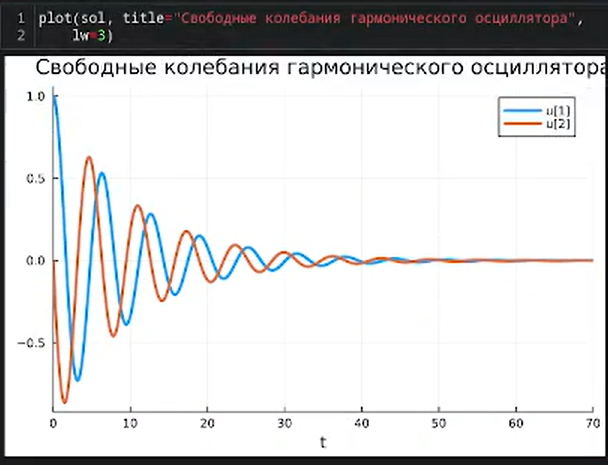 1 plot(sol, title="Свободные колебания гармонического осциллятора",
2 lw=3)
Свободные колебания гармонического осциллятора
1.0
u[1]
u[2]
0.5
0.0
−0.5
0 10 20 30 40 50 60 70
t